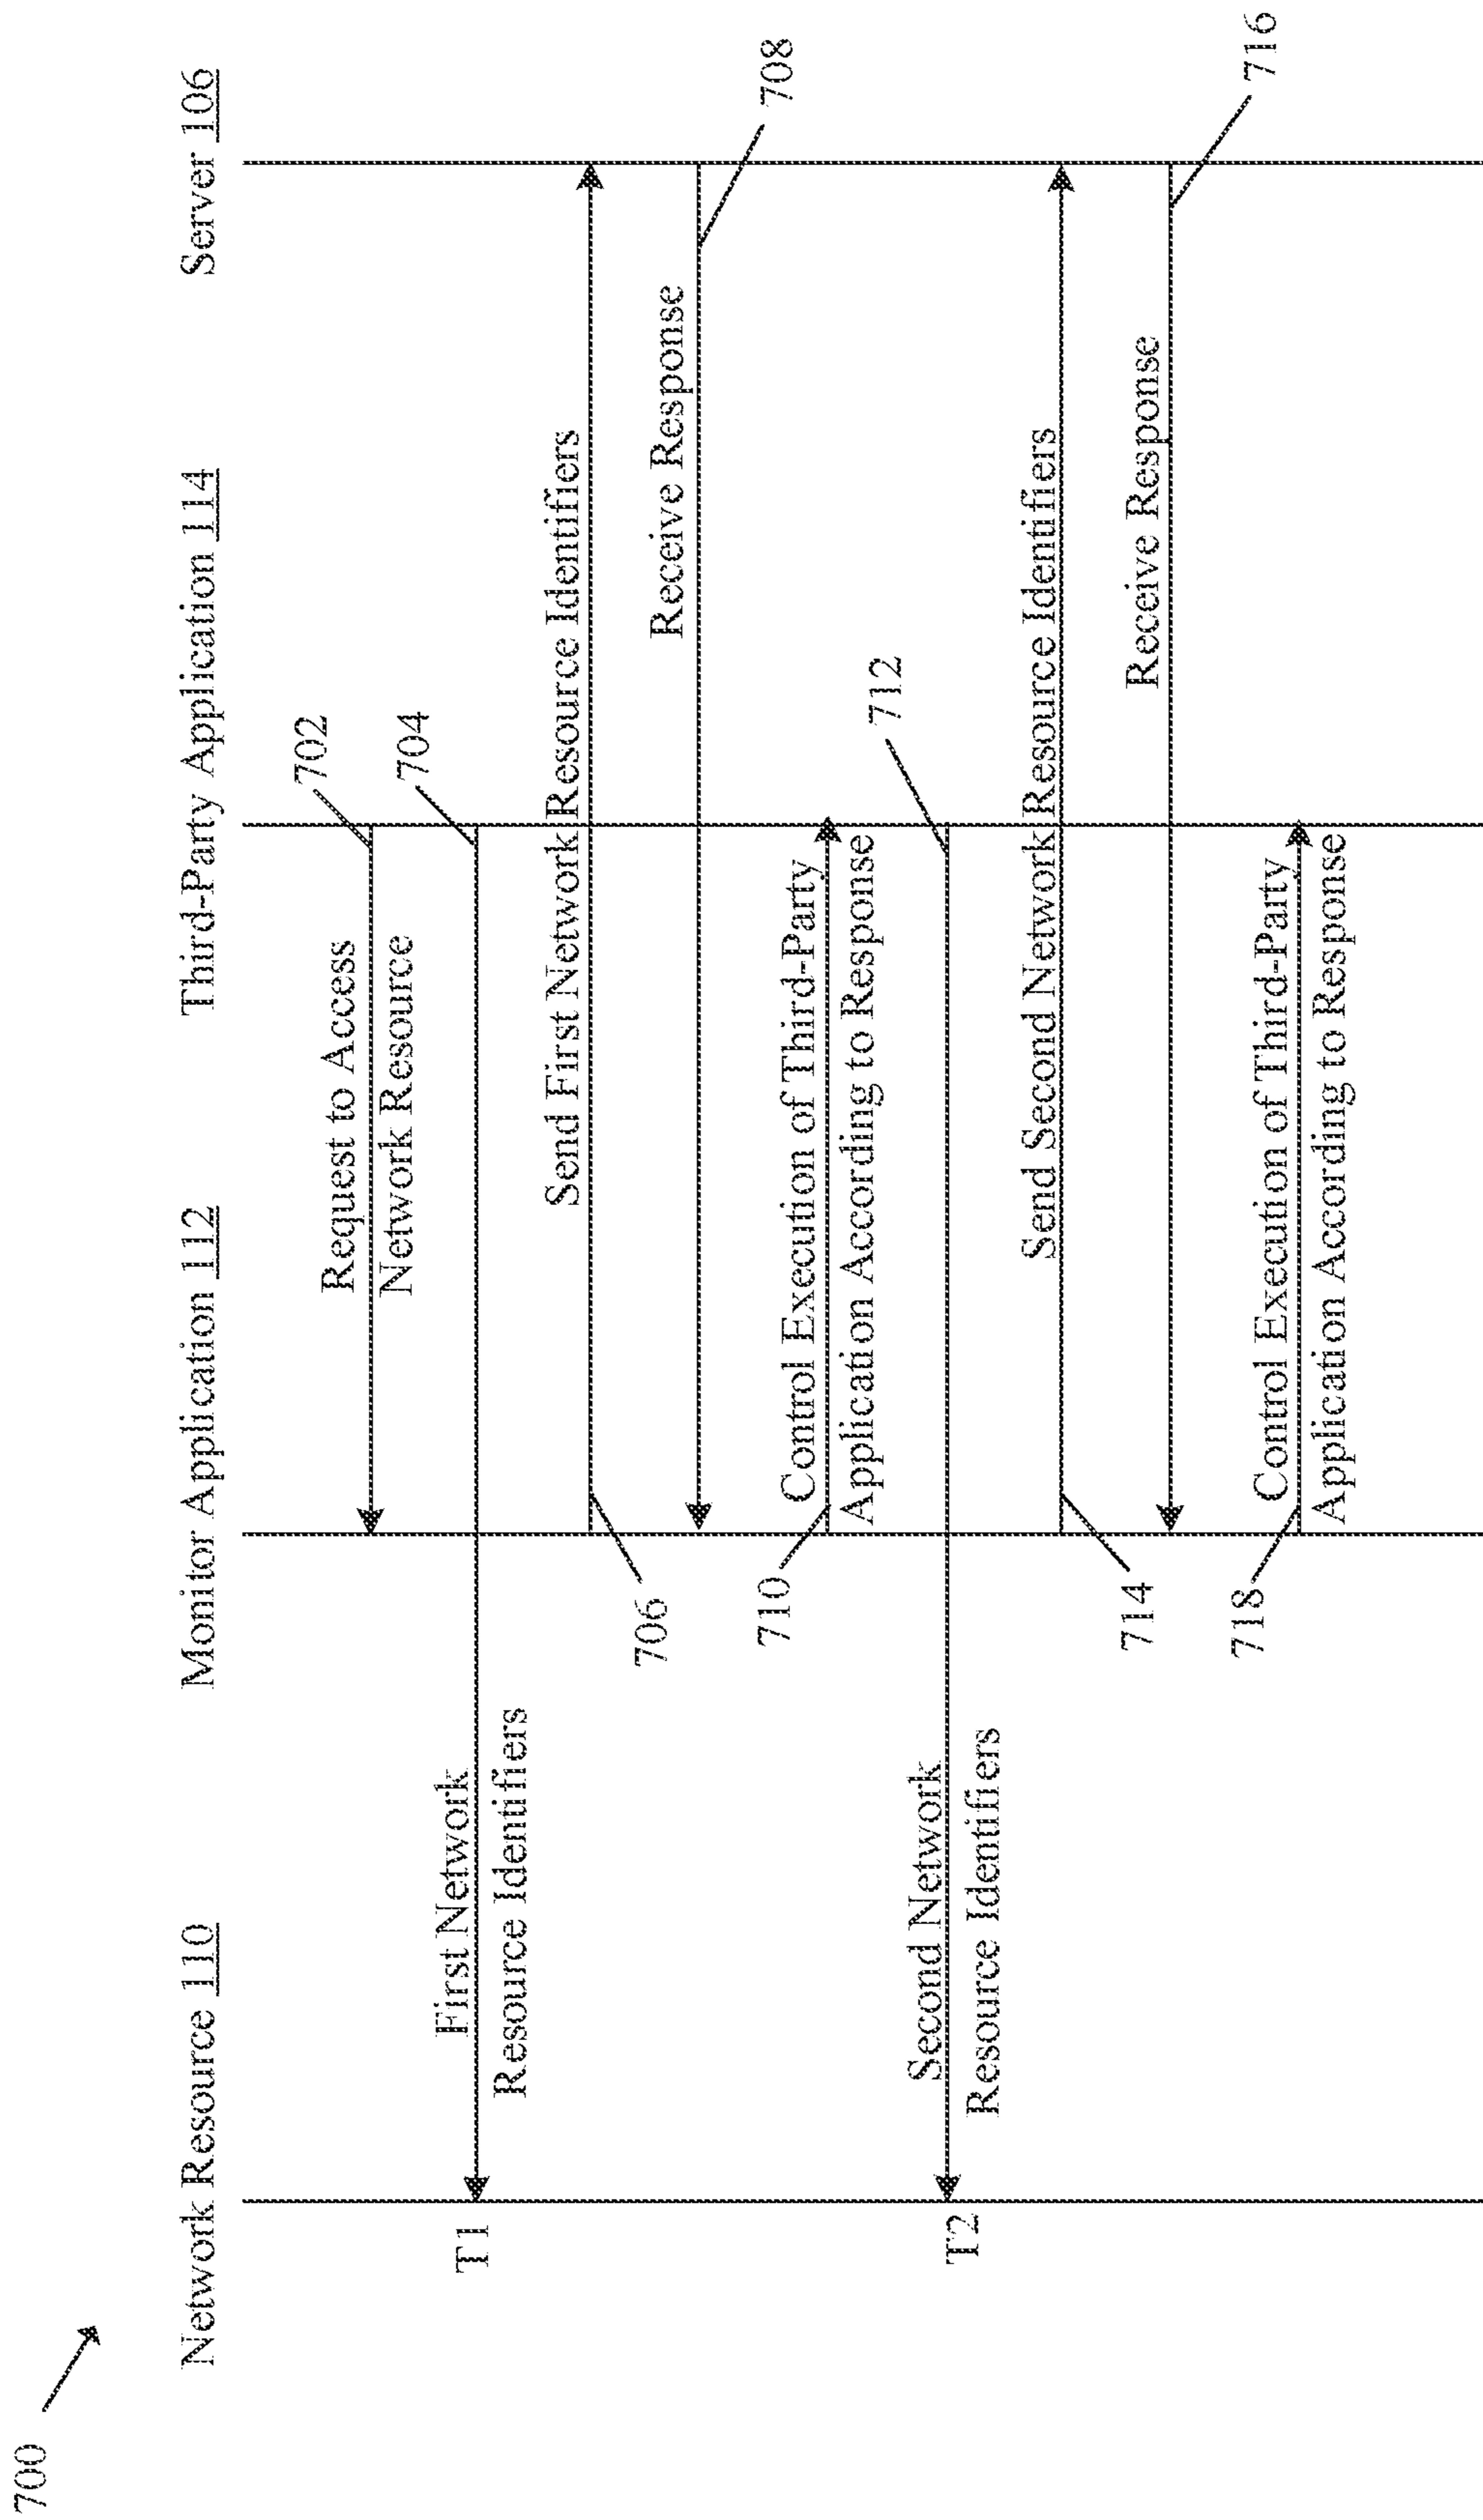 700
Network Resource 110
Monitor Application 112
Third-Party Application 114
Server 106
Request to Access
Network Resource
702
704
T1
First Network
Resource Identifiers
Send First Network Resource Identifiers
706
Receive Response
708
Control Execution of Third-Party
Application According to Response
710
712
T2
Second Network
Resource Identifiers
Send Second Network Resource Identifiers
714
Receive Response
716
Control Execution of Third-Party
Application According to Response
718